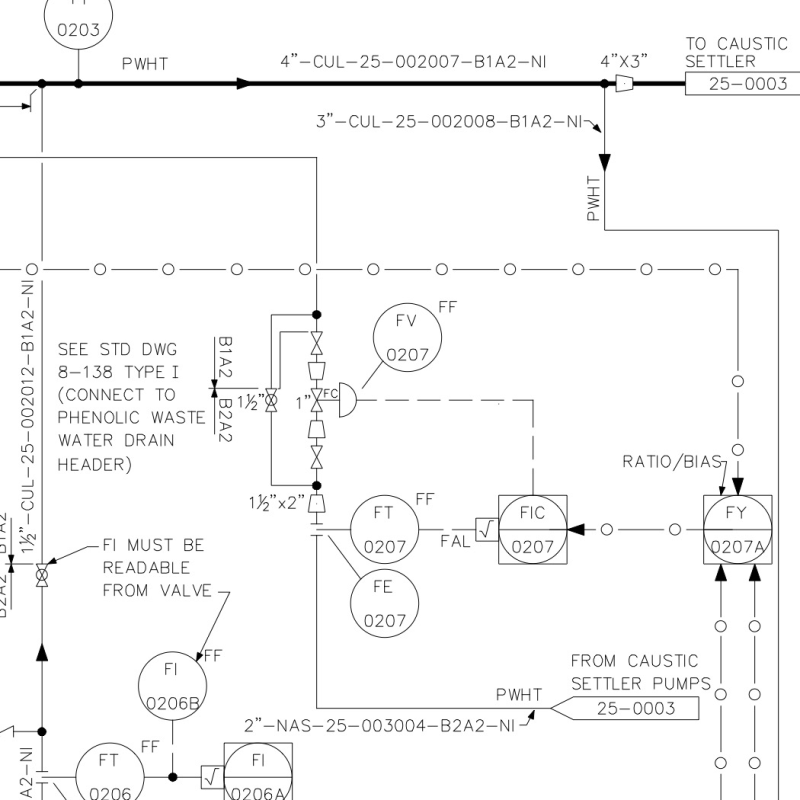 0203
PWHT
4"-CUL-25-002007-B1A2-NI
4"X3"
TO CAUSTIC
SETTLER
25-0003
3"-CUL-25-002008-B1A2-NI
PWHT
1½"-CUL-25-002012-B1A2-NI
SEE STD DWG
8-138 TYPE I
(CONNECT TO
PHENOLIC WASTE
WATER DRAIN
HEADER)
B1A2
B2A2
1½"
1"
FC
FV
0207
FF
RATIO/BIAS
1½"x2"
FT
0207
FF
FAL
√
FIC
0207
FY
0207A
FE
0207
B1A2
B2A2
FI MUST BE
READABLE
FROM VALVE
FI
0206B
FF
FROM CAUSTIC
SETTLER PUMPS
25-0003
PWHT
2"-NAS-25-003004-B2A2-NI
A2-NI
FT
0206
FF
√
FI
0206A